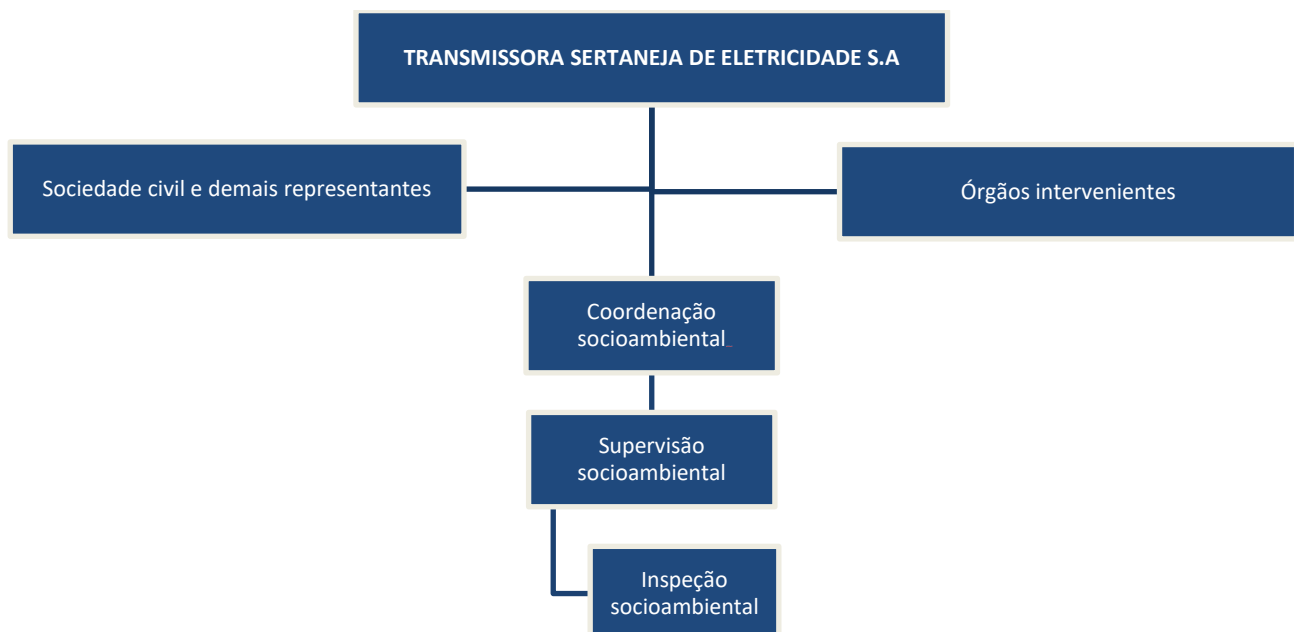 TRANSMISSORA SERTANEJA DE ELETRICIDADE S.A
Sociedade civil e demais representantes
Órgãos intervenientes
Coordenação
socioambiental
Supervisão
socioambiental
Inspeção
socioambiental